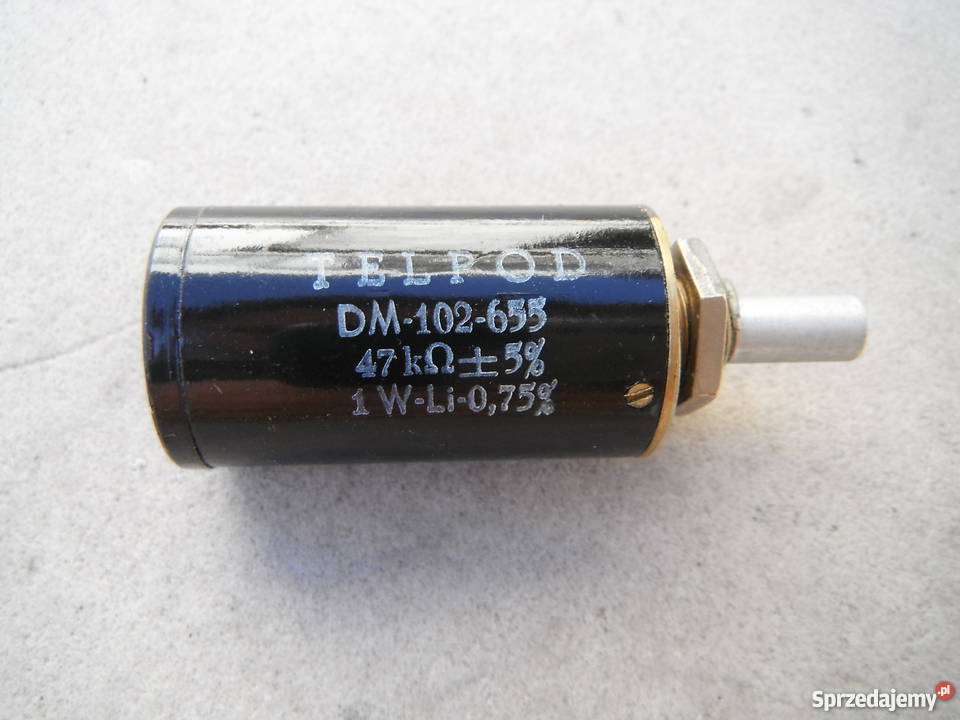 TELPOD
DM-102-655
47 kΩ ± 5%
1 W-Li-0,75%
Sprzedajemy.pl